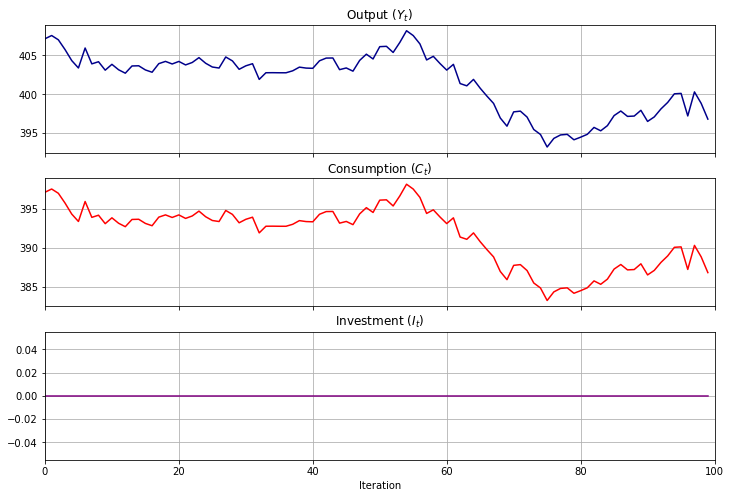 Output (Y_t)
405
400
395
Consumption (C_t)
395
390
385
Investment (I_t)
0.04
0.02
0.00
−0.02
−0.04
0 20 40 60 80 100
Iteration